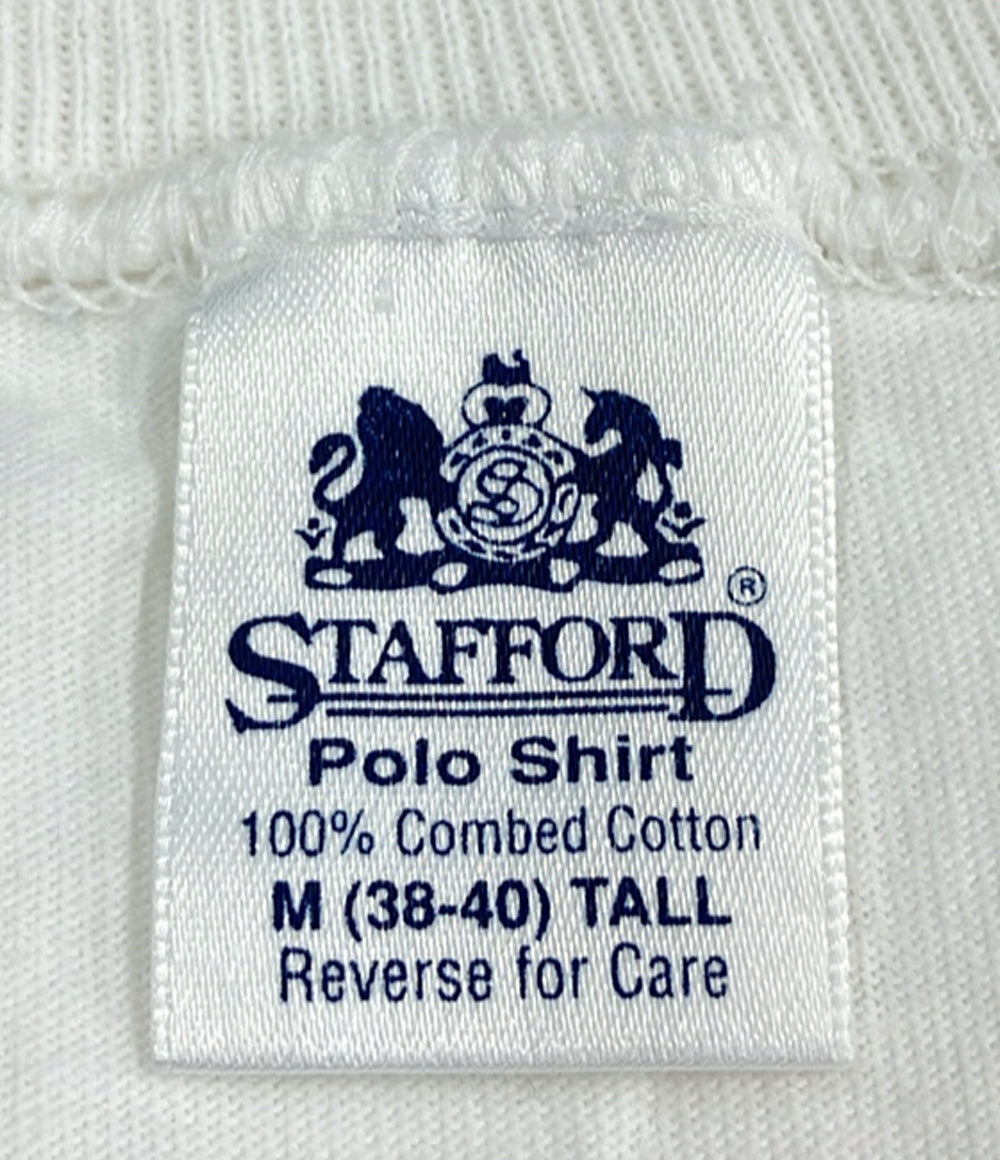 S
®
STAFFORD
Polo Shirt
100% Combed Cotton
M (38-40) TALL
Reverse for Care